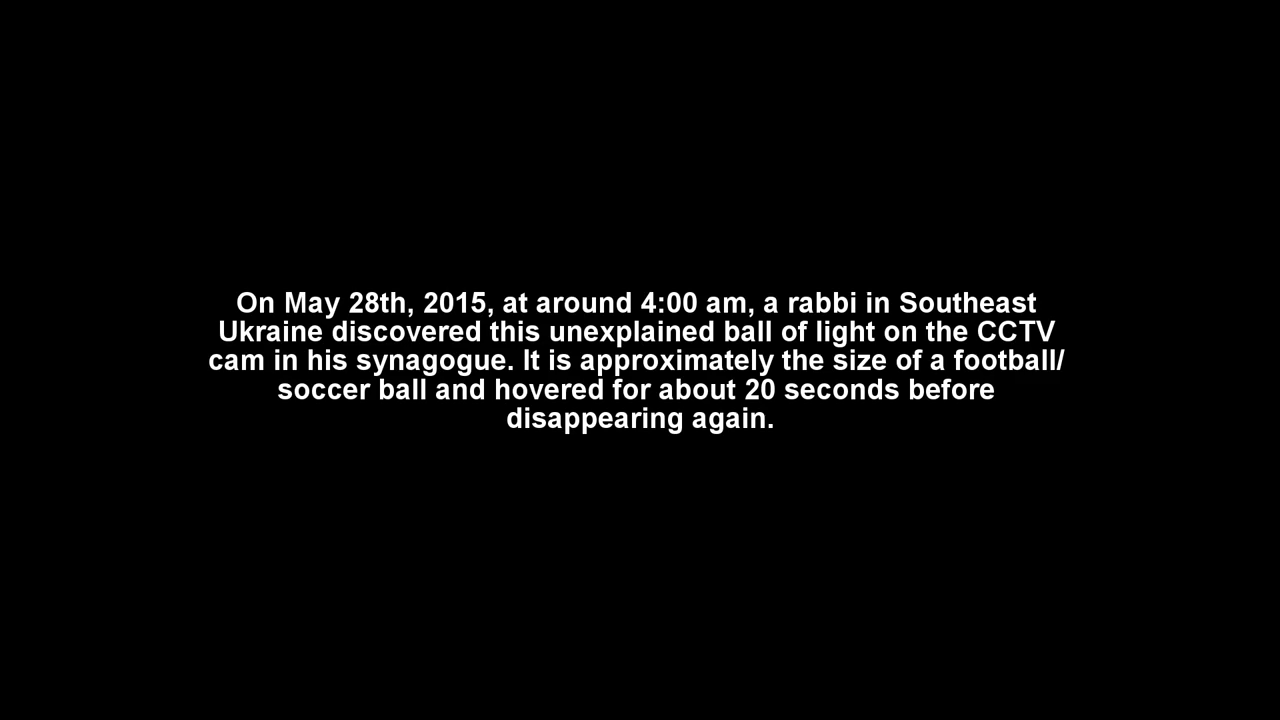 On May 28th, 2015, at around 4:00 am, a rabbi in Southeast
Ukraine discovered this unexplained ball of light on the CCTV
cam in his synagogue. It is approximately the size of a football/
soccer ball and hovered for about 20 seconds before
disappearing again.